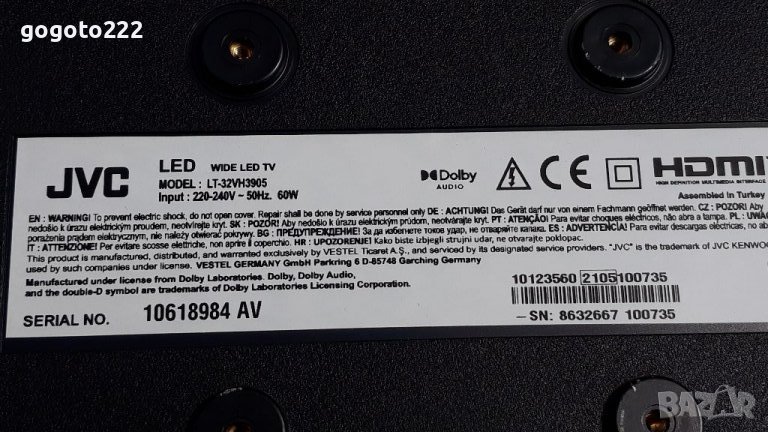 gogoto222
JVC
LED WIDE LED TV
MODEL : LT-32VH3905
Input : 220-240V ~ 50Hz. 60W
Dolby
AUDIO
CE
HDMI
HIGH DEFINITION MULTIMEDIA INTERFACE
Assembled in Turkey
EN : WARNING! To prevent electric shock, do not open cover. Repair shall be done by service personnel only DE : ACHTUNG! Das Gerät darf nur von einem Fachmann geöffnet werden. CZ : POZOR! Aby
nedošlo k úrazu elektrickým proudem, neotvírejte kryt. SK : POZOR! Aby nedošlo k úrazu elektrickým prúdom, neotvárajte kryt. PT : ATENÇÃO! Para evitar choques eléctricos, não abra a tampa. PL : UWAGA!
porażenia prądem elektrycznym, nie należy otwierać pokrywy. BG : ПРЕДУПРЕЖДЕНИЕ! За да избегнете токов удар, не отваряйте капака. ES : ADVERTENCIA! Para evitar descargas eléctricas, no ab
IT : ATTENZIONE! Per evitare scosse elettriche, non aprire il coperchio. HR : UPOZORENJE! Kako biste izbjegli strujni udar, ne otvarajte poklopac.
This product is manufactured, distributed, and warranted exclusively by VESTEL Ticaret A.Ş., and serviced by its designated service providers. "JVC" is the trademark of JVC KENWOO
used by such companies under license. VESTEL GERMANY GmbH Parkring 6 D-85748 Garching Germany
Manufactured under license from Dolby Laboratories. Dolby, Dolby Audio,
and the double-D symbol are trademarks of Dolby Laboratories Licensing Corporation.
10123560 2105 100735
SERIAL NO. 10618984 AV
-SN: 8632667 100735
BAZAR